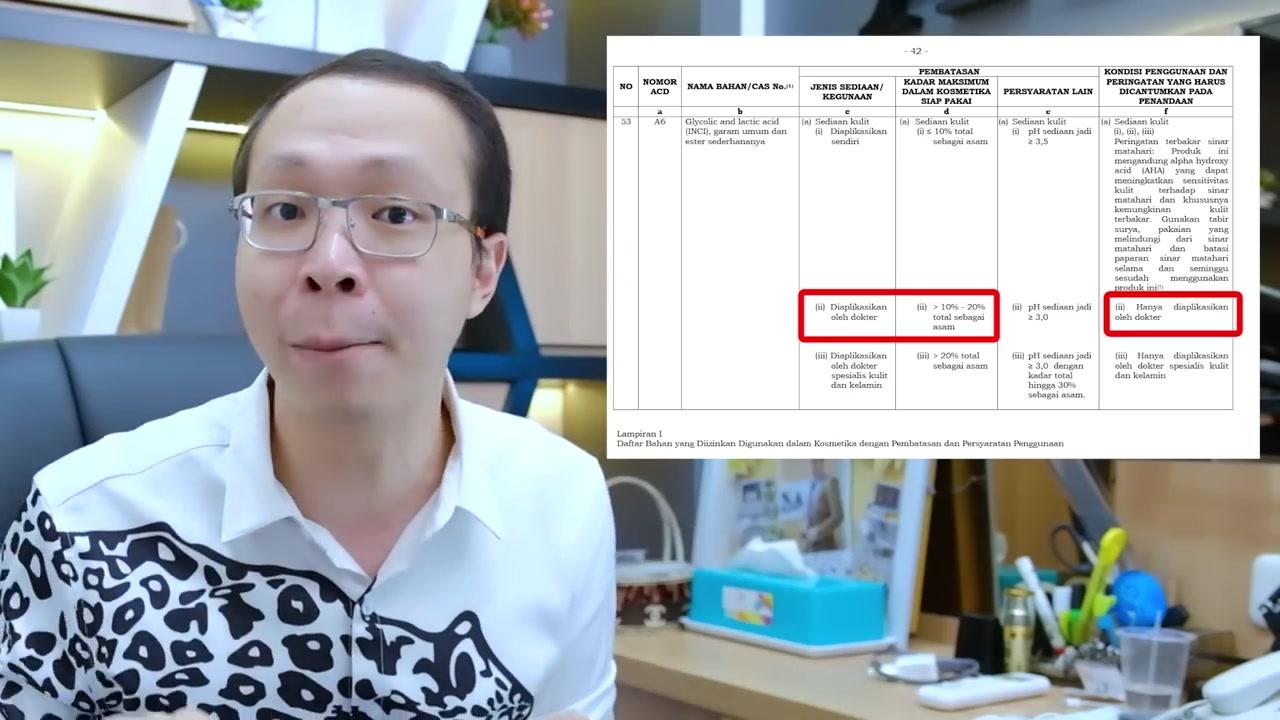 - 42 -
NO
NOMOR
ACD
NAMA BAHAN/CAS No.(1)
PEMBATASAN
JENIS SEDIAAN/
KEGUNAAN
KADAR MAKSIMUM
DALAM KOSMETIKA
SIAP PAKAI
PERSYARATAN LAIN
KONDISI PENGGUNAAN DAN
PERINGATAN YANG HARUS
DICANTUMKAN PADA
PENANDAAN
a
b
c
d
e
f
53
A6
Glycolic and lactic acid
(INCI), garam umum dan
ester sederhananya
(a) Sediaan kulit
(i) Diaplikasikan
sendiri
(a) Sediaan kulit
(i) ≤ 10% total
sebagai asam
(a) Sediaan kulit
(i) pH sediaan jadi
≥ 3,5
(a) Sediaan kulit
(i), (ii), (iii)
Peringatan terbakar sinar
matahari: Produk ini
mengandung alpha hydroxy
acid (AHA) yang dapat
meningkatkan sensitivitas
kulit terhadap sinar
matahari dan khususnya
kemungkinan kulit
terbakar. Gunakan tabir
surya, pakaian yang
melindungi dari sinar
matahari dan batasi
paparan sinar matahari
selama dan seminggu
sesudah menggunakan
produk ini(7)
(ii) Diaplikasikan
oleh dokter
(ii) > 10% - 20%
total sebagai
asam
(ii) pH sediaan jadi
≥ 3,0
(ii) Hanya diaplikasikan
oleh dokter
(iii) Diaplikasikan
oleh dokter
spesialis kulit
dan kelamin
(iii) > 20% total
sebagai asam
(iii) pH sediaan jadi
≥ 3,0 dengan
kadar total
hingga 30%
sebagai asam.
(iii) Hanya diaplikasikan
oleh dokter spesialis kulit
dan kelamin
Lampiran I
Daftar Bahan yang Diizinkan Digunakan dalam Kosmetika dengan Pembatasan dan Persyaratan Penggunaan